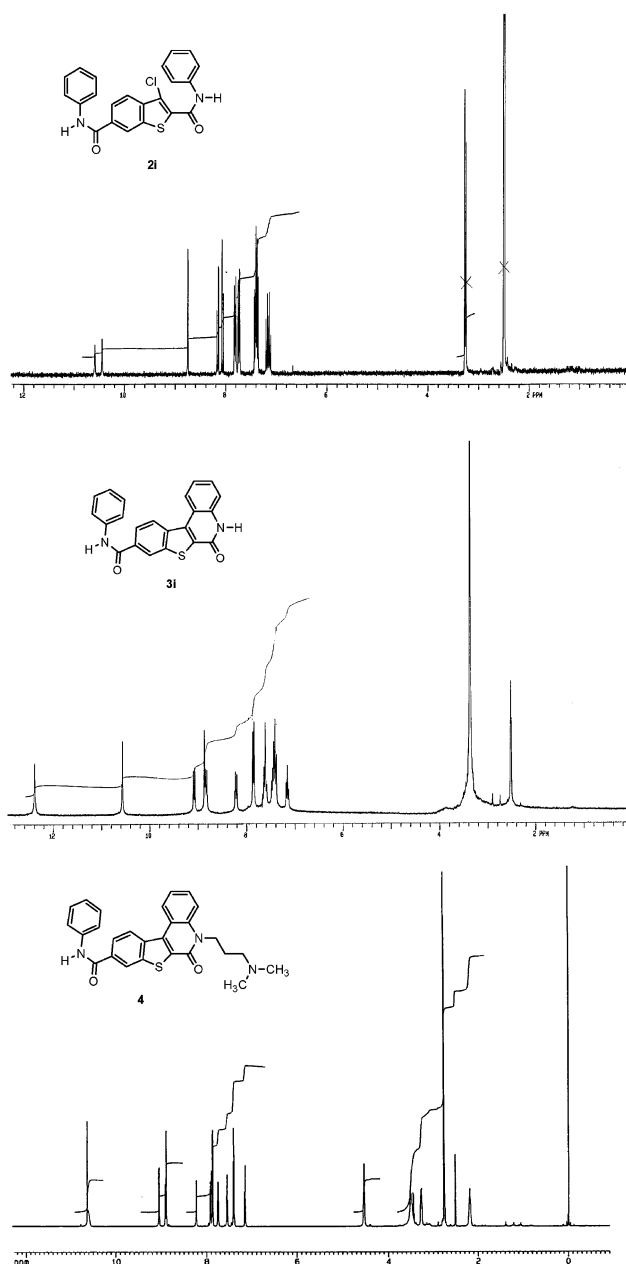 Cl
N-H
H-N
S
O
O
2i
12 10 8 6 4 2 PPM
N-H
H-N
S
O
O
3i
12 10 8 6 4 2 PPM
N
H-N
S
O
O
N
H₃C CH₃
4
ppm 10 8 6 4 2 0